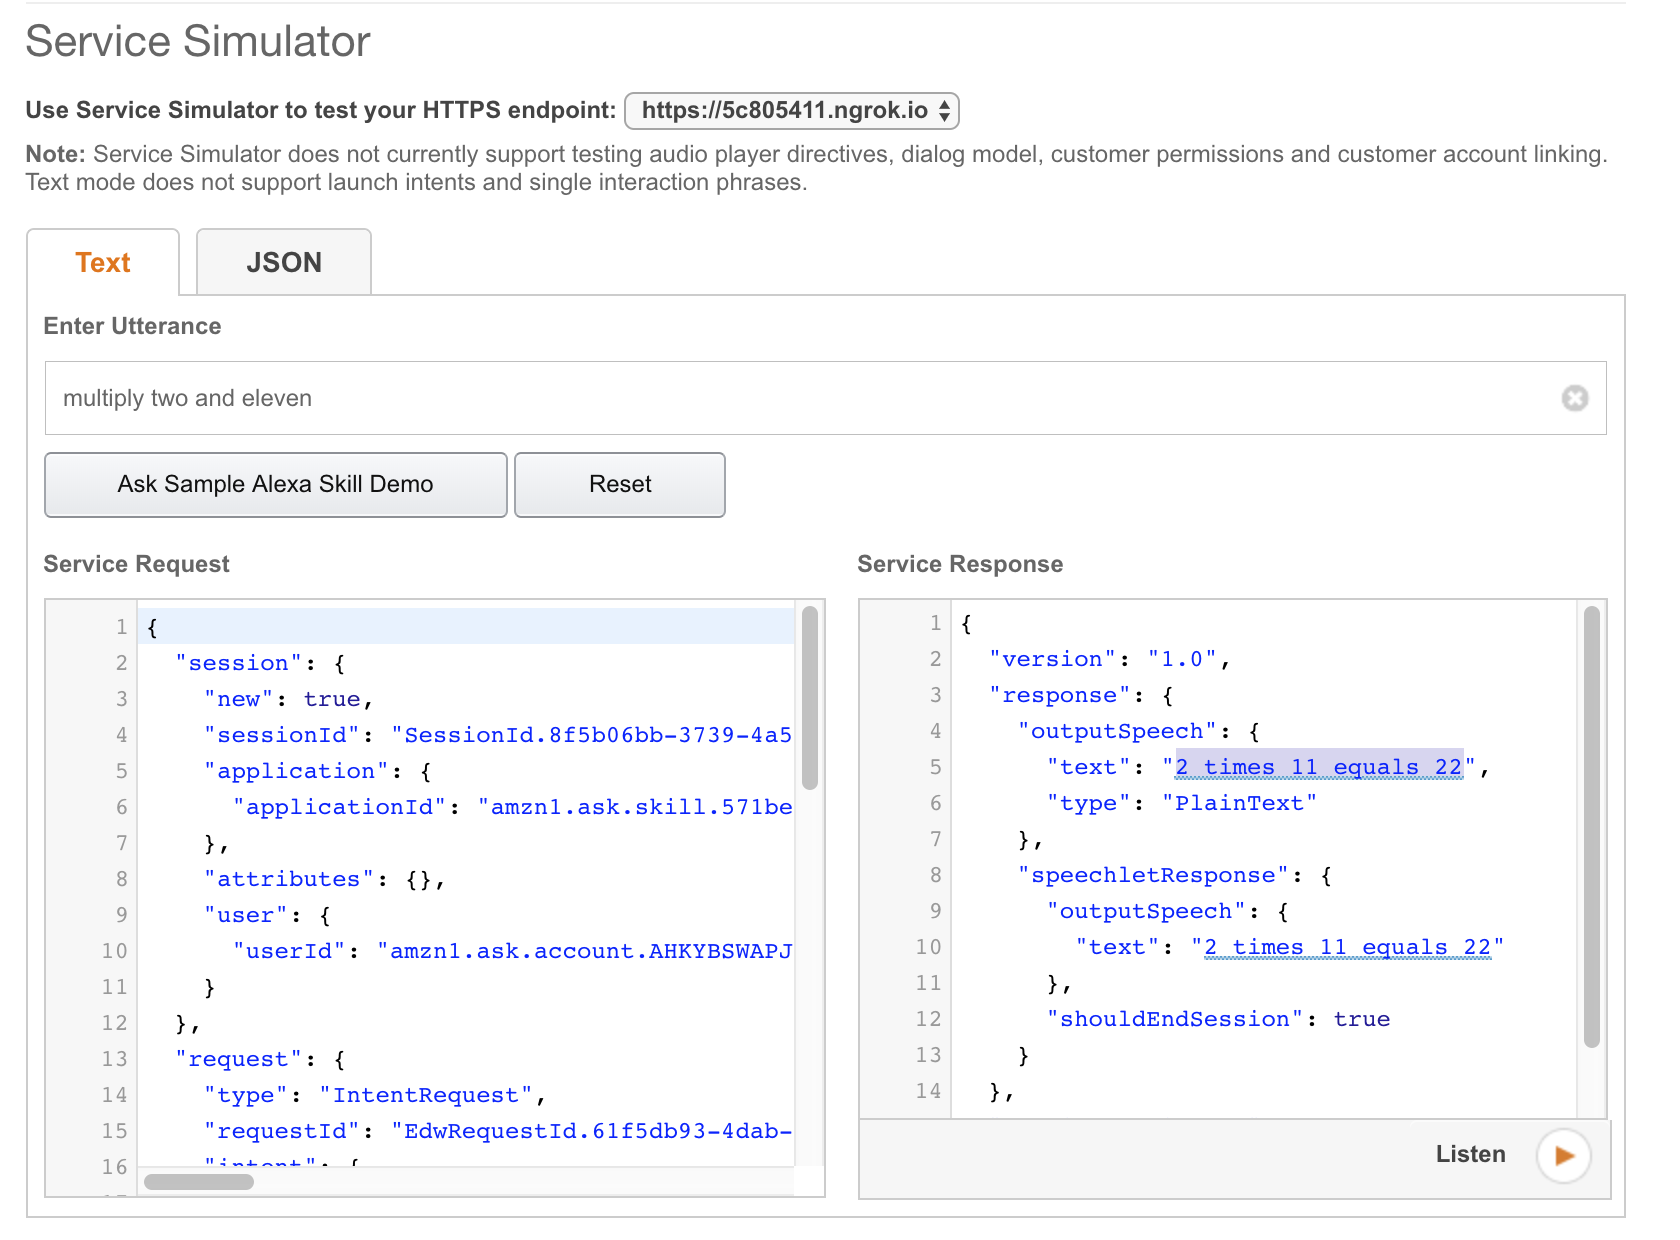 Service Simulator
Use Service Simulator to test your HTTPS endpoint: https://5c805411.ngrok.io
Note: Service Simulator does not currently support testing audio player directives, dialog model, customer permissions and customer account linking.
Text mode does not support launch intents and single interaction phrases.
Text JSON
Enter Utterance
multiply two and eleven
Ask Sample Alexa Skill Demo Reset
Service Request
1 {
2 "session": {
3 "new": true,
4 "sessionId": "SessionId.8f5b06bb-3739-4a5
5 "application": {
6 "applicationId": "amzn1.ask.skill.571be
7 },
8 "attributes": {},
9 "user": {
10 "userId": "amzn1.ask.account.AHKYBSWAPJ
11 }
12 },
13 "request": {
14 "type": "IntentRequest",
15 "requestId": "EdwRequestId.61f5db93-4dab-
16 "intent": {
Service Response
1 {
2 "version": "1.0",
3 "response": {
4 "outputSpeech": {
5 "text": "2 times 11 equals 22",
6 "type": "PlainText"
7 },
8 "speechletResponse": {
9 "outputSpeech": {
10 "text": "2 times 11 equals 22"
11 },
12 "shouldEndSession": true
13 }
14 },
Listen